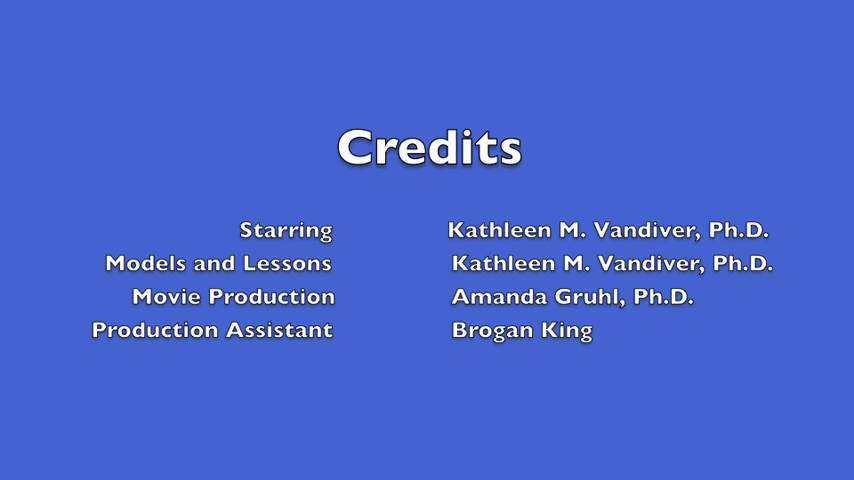 Credits
Starring Kathleen M. Vandiver, Ph.D.
Models and Lessons Kathleen M. Vandiver, Ph.D.
Movie Production Amanda Gruhl, Ph.D.
Production Assistant Brogan King